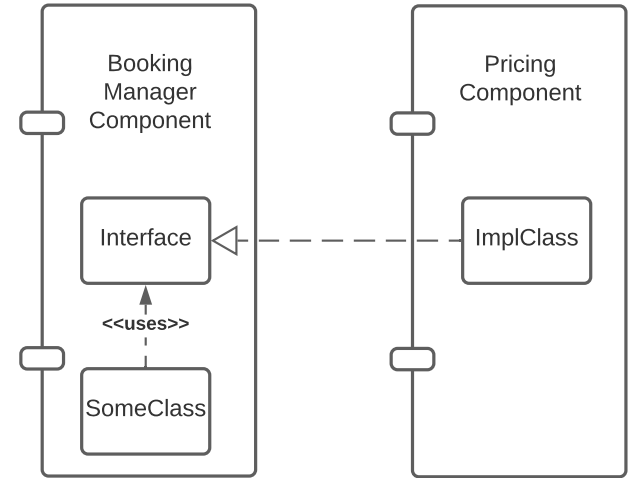 Booking
Manager
Component
Pricing
Component
Interface
ImplClass
<<uses>>
SomeClass